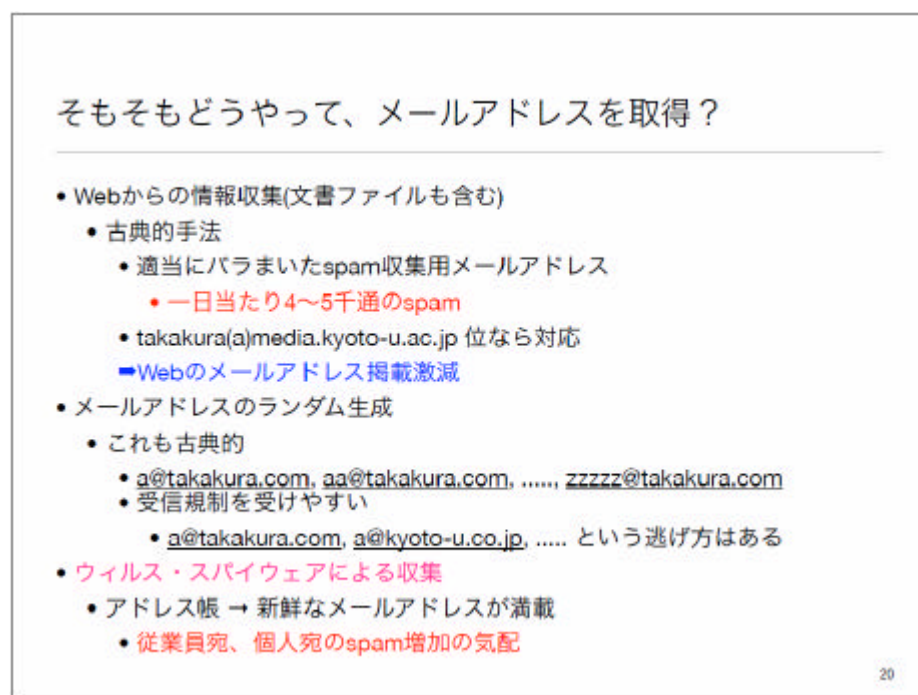 そもそもどうやって、メールアドレスを取得？
• Webからの情報収集(文書ファイルも含む)
• 古典的手法
• 適当にバラまいたspam収集用メールアドレス
• 一日当たり4〜5千通のspam
• takakura(a)media.kyoto-u.ac.jp 位なら対応
➡Webのメールアドレス掲載激減
• メールアドレスのランダム生成
• これも古典的
• a@takakura.com, aa@takakura.com, ....., zzzzz@takakura.com
• 受信規制を受けやすい
• a@takakura.com, a@kyoto-u.co.jp, ..... という逃げ方はある
• ウィルス・スパイウェアによる収集
• アドレス帳 → 新鮮なメールアドレスが満載
• 従業員宛、個人宛のspam増加の気配
20